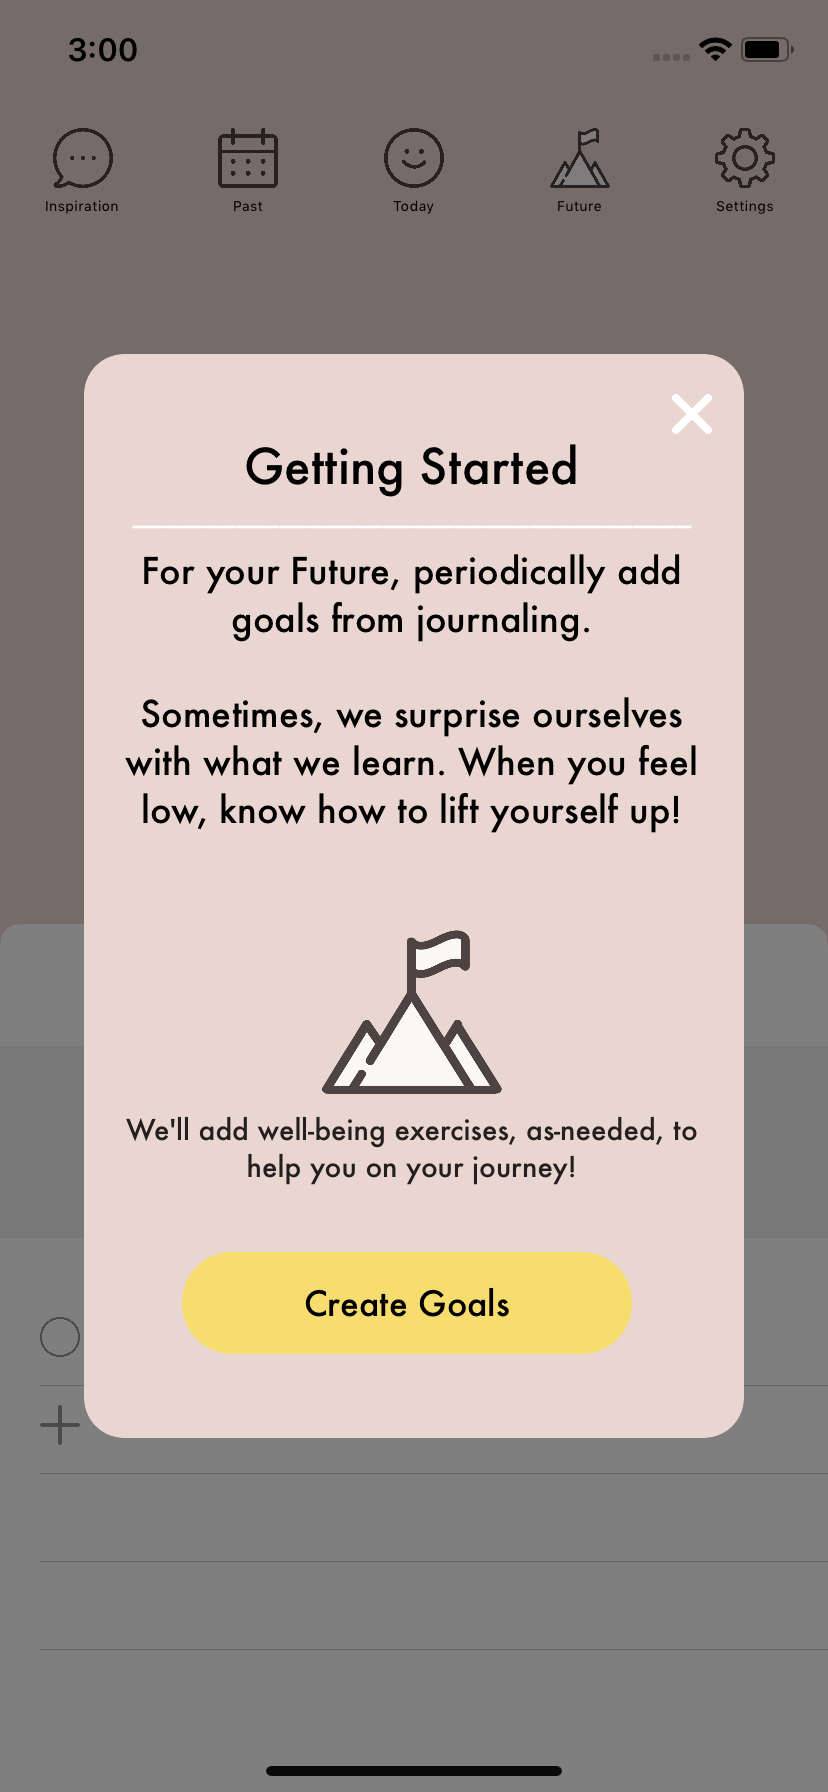 3:00
Inspiration
Past
Today
Future
Settings
Getting Started
For your Future, periodically add
goals from journaling.
Sometimes, we surprise ourselves
with what we learn. When you feel
low, know how to lift yourself up!
We'll add well-being exercises, as-needed, to
help you on your journey!
Create Goals